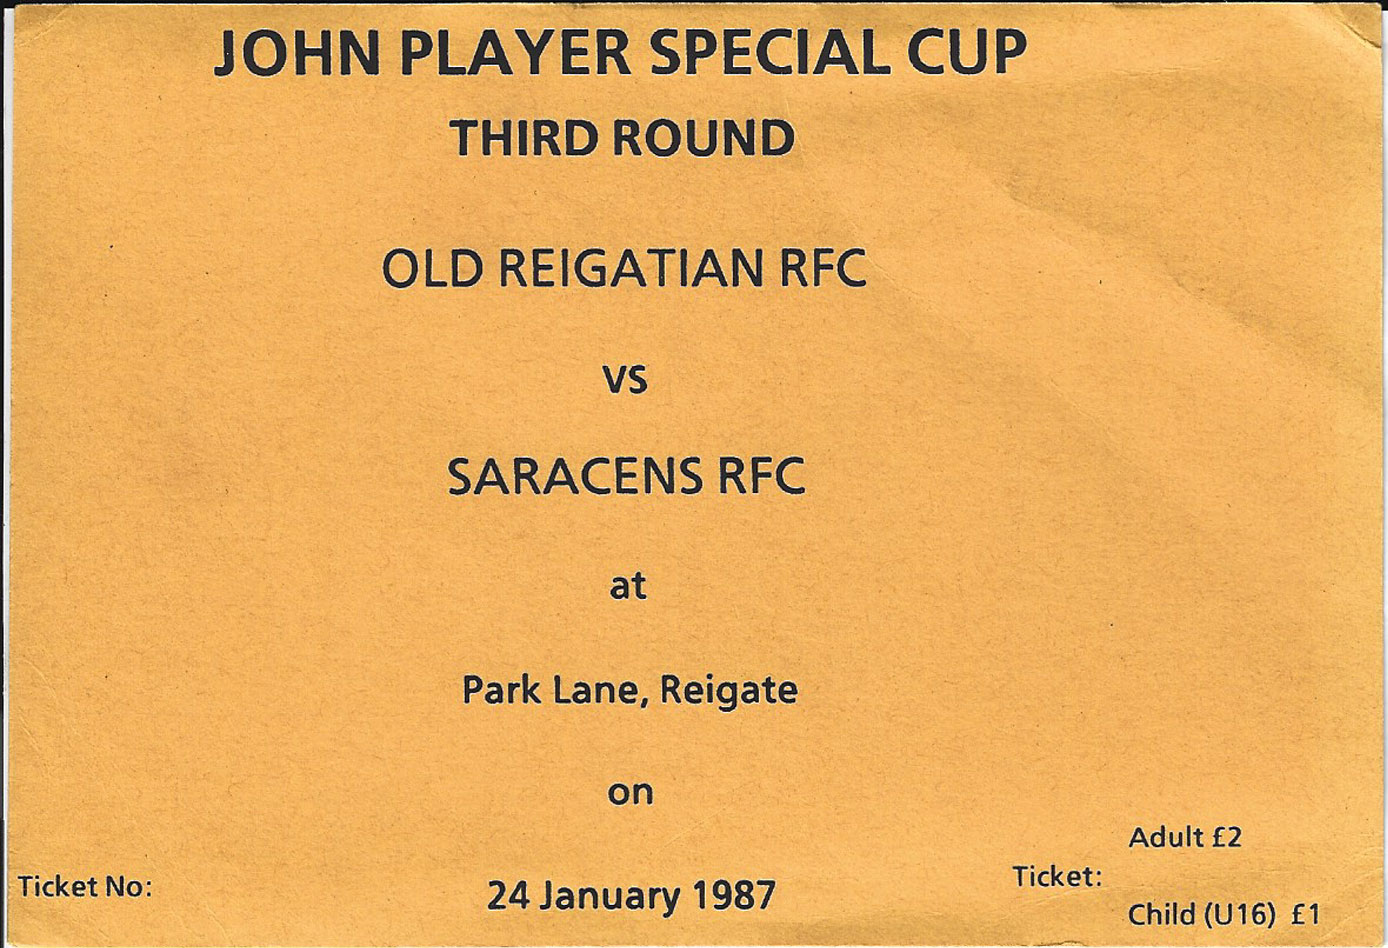 JOHN PLAYER SPECIAL CUP
THIRD ROUND
OLD REIGATIAN RFC
vs
SARACENS RFC
at
Park Lane, Reigate
on
24 January 1987
Ticket No:
Ticket:
Adult £2
Child (U16) £1